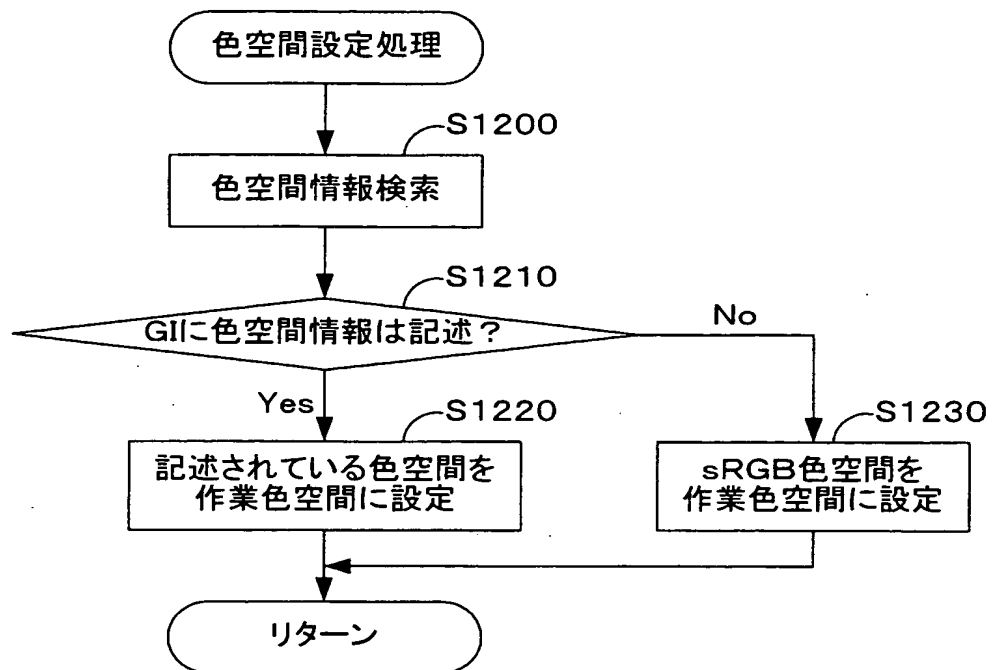 色空間設定処理
S1200
色空間情報検索
S1210
GIに色空間情報は記述？
No
Yes
S1220
記述されている色空間を
作業色空間に設定
S1230
sRGB色空間を
作業色空間に設定
リターン